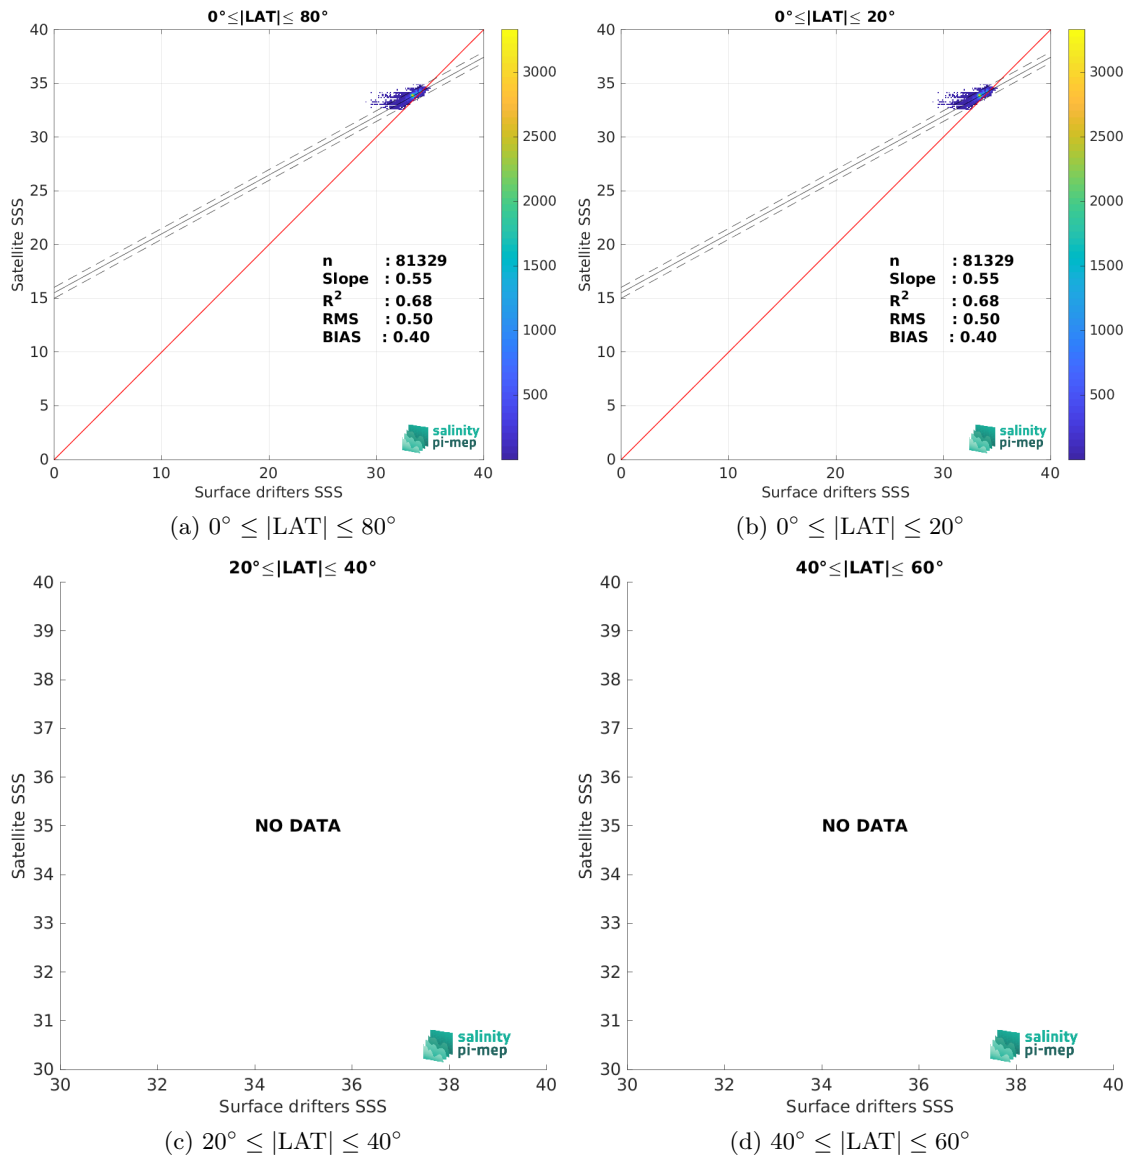 0°≤|LAT|≤ 80°
40
35
30
25
20
15
10
5
0
Satellite SSS
n : 81329
Slope : 0.55
R² : 0.68
RMS : 0.50
BIAS : 0.40
salinity
pi-mep
0 10 20 30 40
Surface drifters SSS
3000
2500
2000
1500
1000
500
(a) 0° ≤ |LAT| ≤ 80°
0°≤|LAT|≤ 20°
40
35
30
25
20
15
10
5
0
Satellite SSS
n : 81329
Slope : 0.55
R² : 0.68
RMS : 0.50
BIAS : 0.40
salinity
pi-mep
0 10 20 30 40
Surface drifters SSS
3000
2500
2000
1500
1000
500
(b) 0° ≤ |LAT| ≤ 20°
20°≤|LAT|≤ 40°
40
39
38
37
36
35
34
33
32
31
30
Satellite SSS
NO DATA
salinity
pi-mep
30 32 34 36 38 40
Surface drifters SSS
(c) 20° ≤ |LAT| ≤ 40°
40°≤|LAT|≤ 60°
40
39
38
37
36
35
34
33
32
31
30
Satellite SSS
NO DATA
salinity
pi-mep
30 32 34 36 38 40
Surface drifters SSS
(d) 40° ≤ |LAT| ≤ 60°